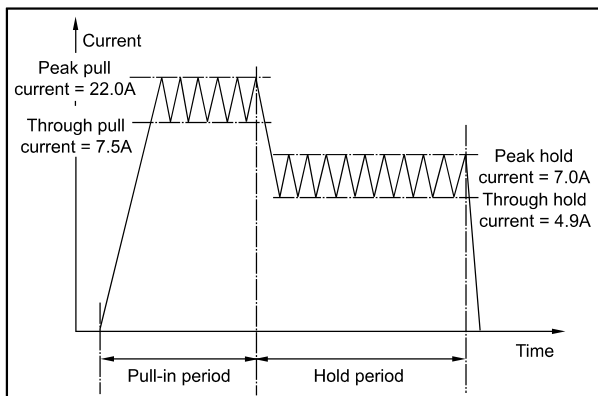 Current
Peak pull
current = 22.0A
Through pull
current = 7.5A
Peak hold
current = 7.0A
Through hold
current = 4.9A
Time
Pull-in period
Hold period